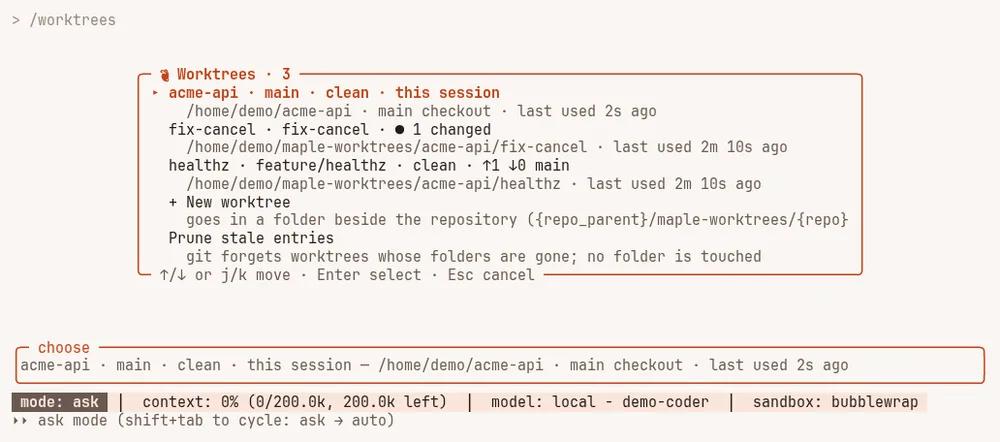 > /worktrees
Worktrees · 3
▸ acme-api · main · clean · this session
/home/demo/acme-api · main checkout · last used 2s ago
fix-cancel · fix-cancel · ● 1 changed
/home/demo/maple-worktrees/acme-api/fix-cancel · last used 2m 10s ago
healthz · feature/healthz · clean · ↑1 ↓0 main
/home/demo/maple-worktrees/acme-api/healthz · last used 2m 10s ago
+ New worktree
goes in a folder beside the repository ({repo_parent}/maple-worktrees/{repo}
Prune stale entries
git forgets worktrees whose folders are gone; no folder is touched
↑/↓ or j/k move · Enter select · Esc cancel
choose
acme-api · main · clean · this session — /home/demo/acme-api · main checkout · last used 2s ago
mode: ask | context: 0% (0/200.0k, 200.0k left) | model: local - demo-coder | sandbox: bubblewrap
▸▸ ask mode (shift+tab to cycle: ask → auto)